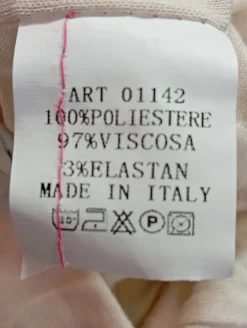 ART 01142
100%POLIESTERE
97%VISCOSA
3%ELASTAN
MADE IN ITALY
P